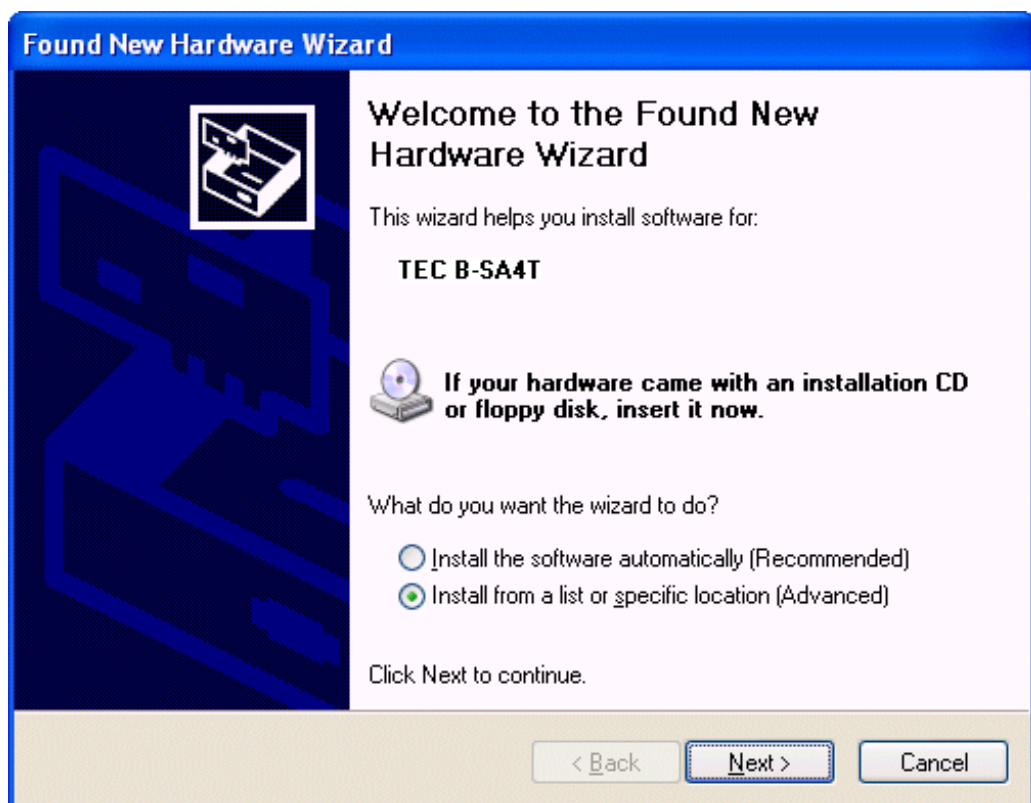 Found New Hardware Wizard
Welcome to the Found New
Hardware Wizard
This wizard helps you install software for:
TEC B-SA4T
If your hardware came with an installation CD
or floppy disk, insert it now.
What do you want the wizard to do?
Install the software automatically (Recommended)
Install from a list or specific location (Advanced)
Click Next to continue.
< Back
Next >
Cancel